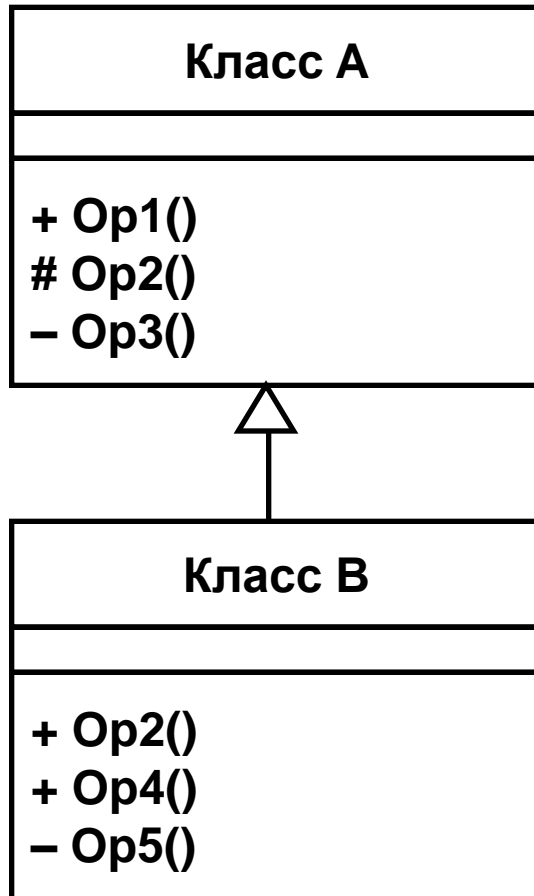 Класс A
+ Op1()
# Op2()
– Op3()
Класс B
+ Op2()
+ Op4()
– Op5()